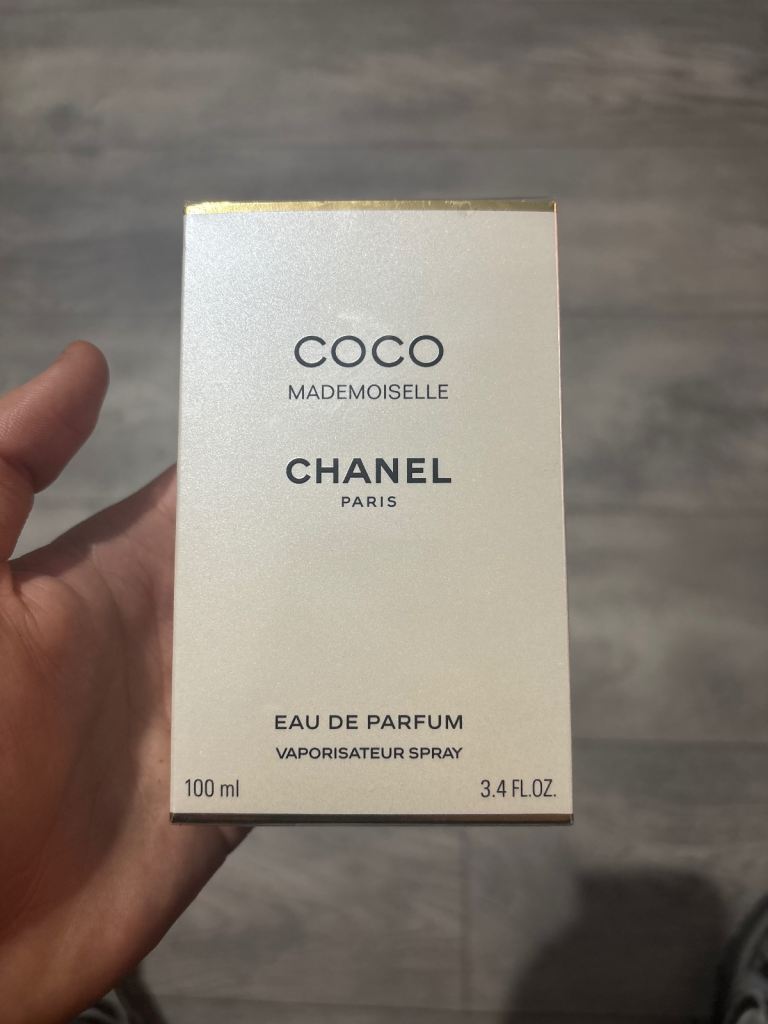 COCO
MADEMOISELLE
CHANEL
PARIS
EAU DE PARFUM
VAPORISATEUR SPRAY
100 ml 3.4 FL.OZ.